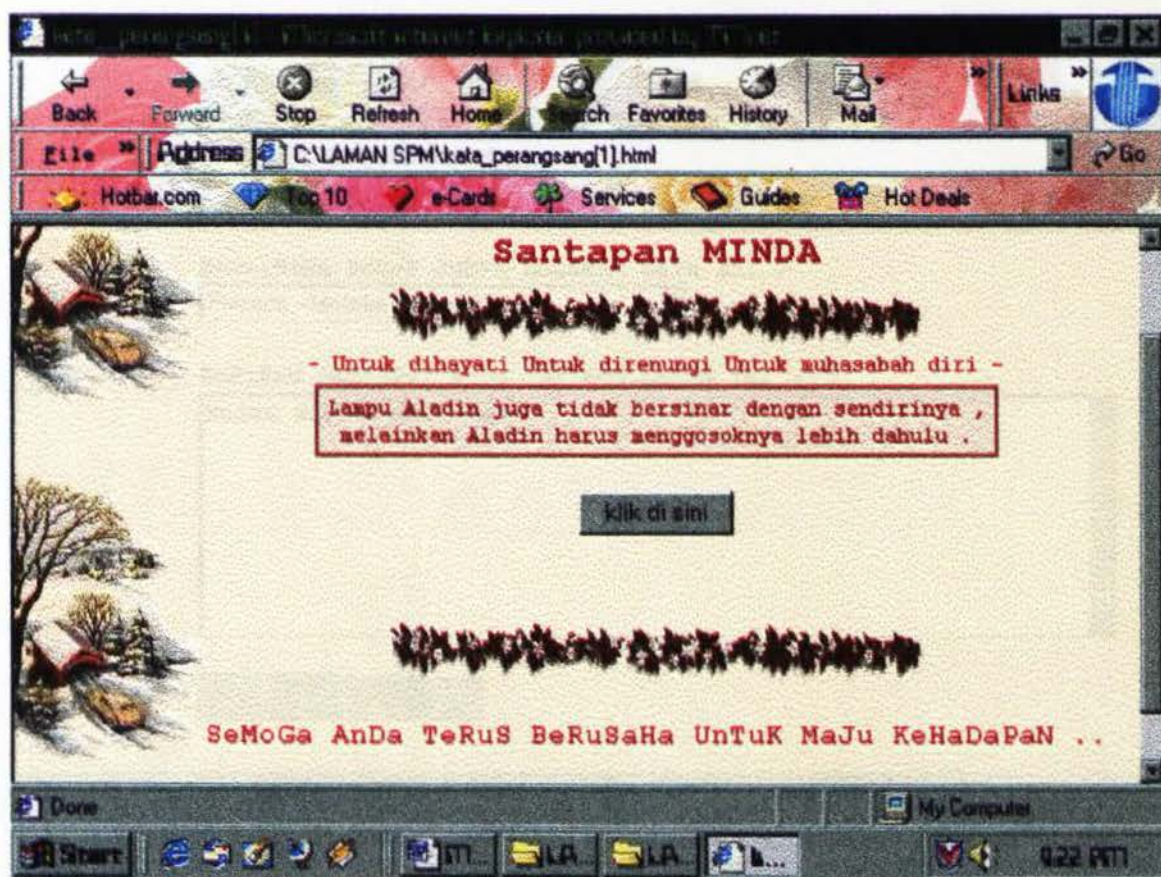 Back Forward Stop Refresh Home Search Favorites History Mail » Links »
File » Address C:\LAMAN SPM\kata_perangsang[1].html Go
Hotbar.com Top 10 e-Cards Services Guides Hot Deals
Santapan MINDA
- Untuk dihayati Untuk direnungi Untuk muhasabah diri -
Lampu Aladin juga tidak bersinar dengan sendirinya ,
melainkan Aladin harus menggosoknya lebih dahulu .
klik di sini
SeMoGa AnDa TeRuS BeRuSaHa UnTuK MaJu KeHaDaPaN ..
Done My Computer
Start LA... LA...